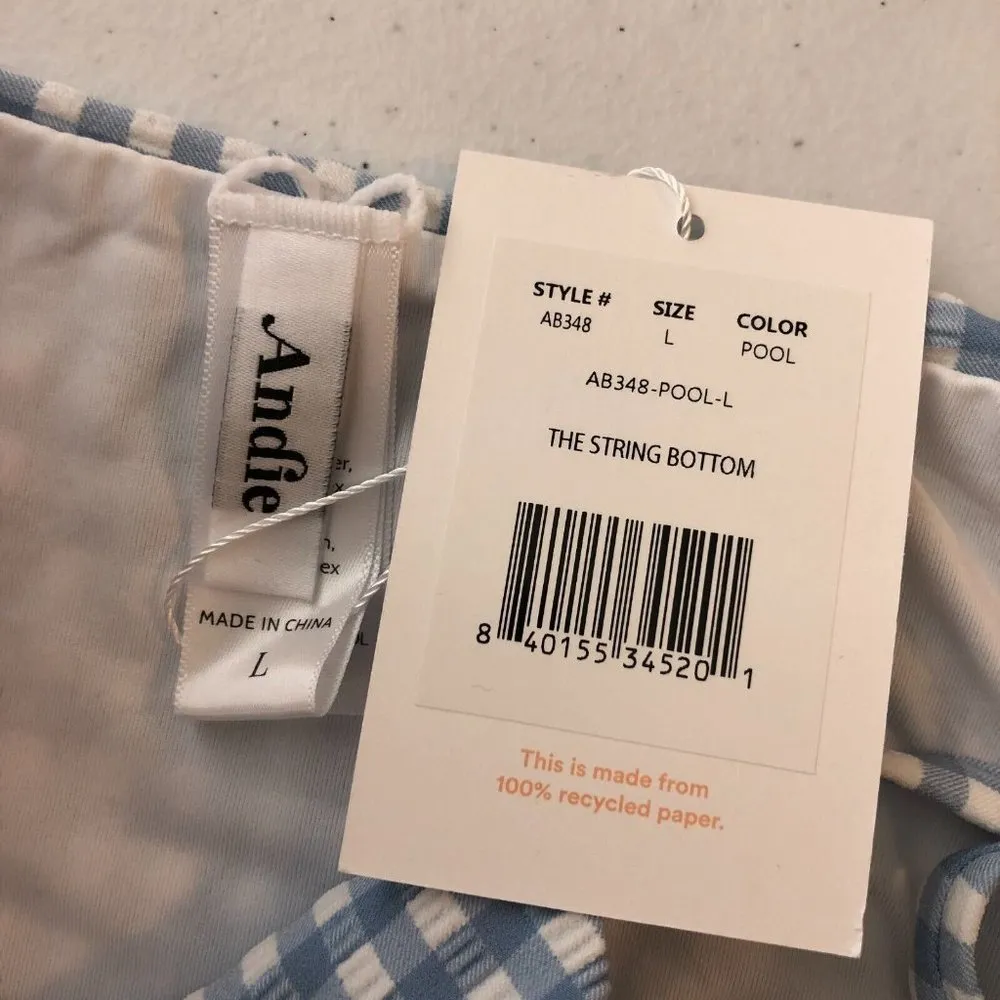 Andie
MADE IN CHINA
L
STYLE # SIZE COLOR
AB348 L POOL
AB348-POOL-L
THE STRING BOTTOM
8 40155 34520 1
This is made from
100% recycled paper.